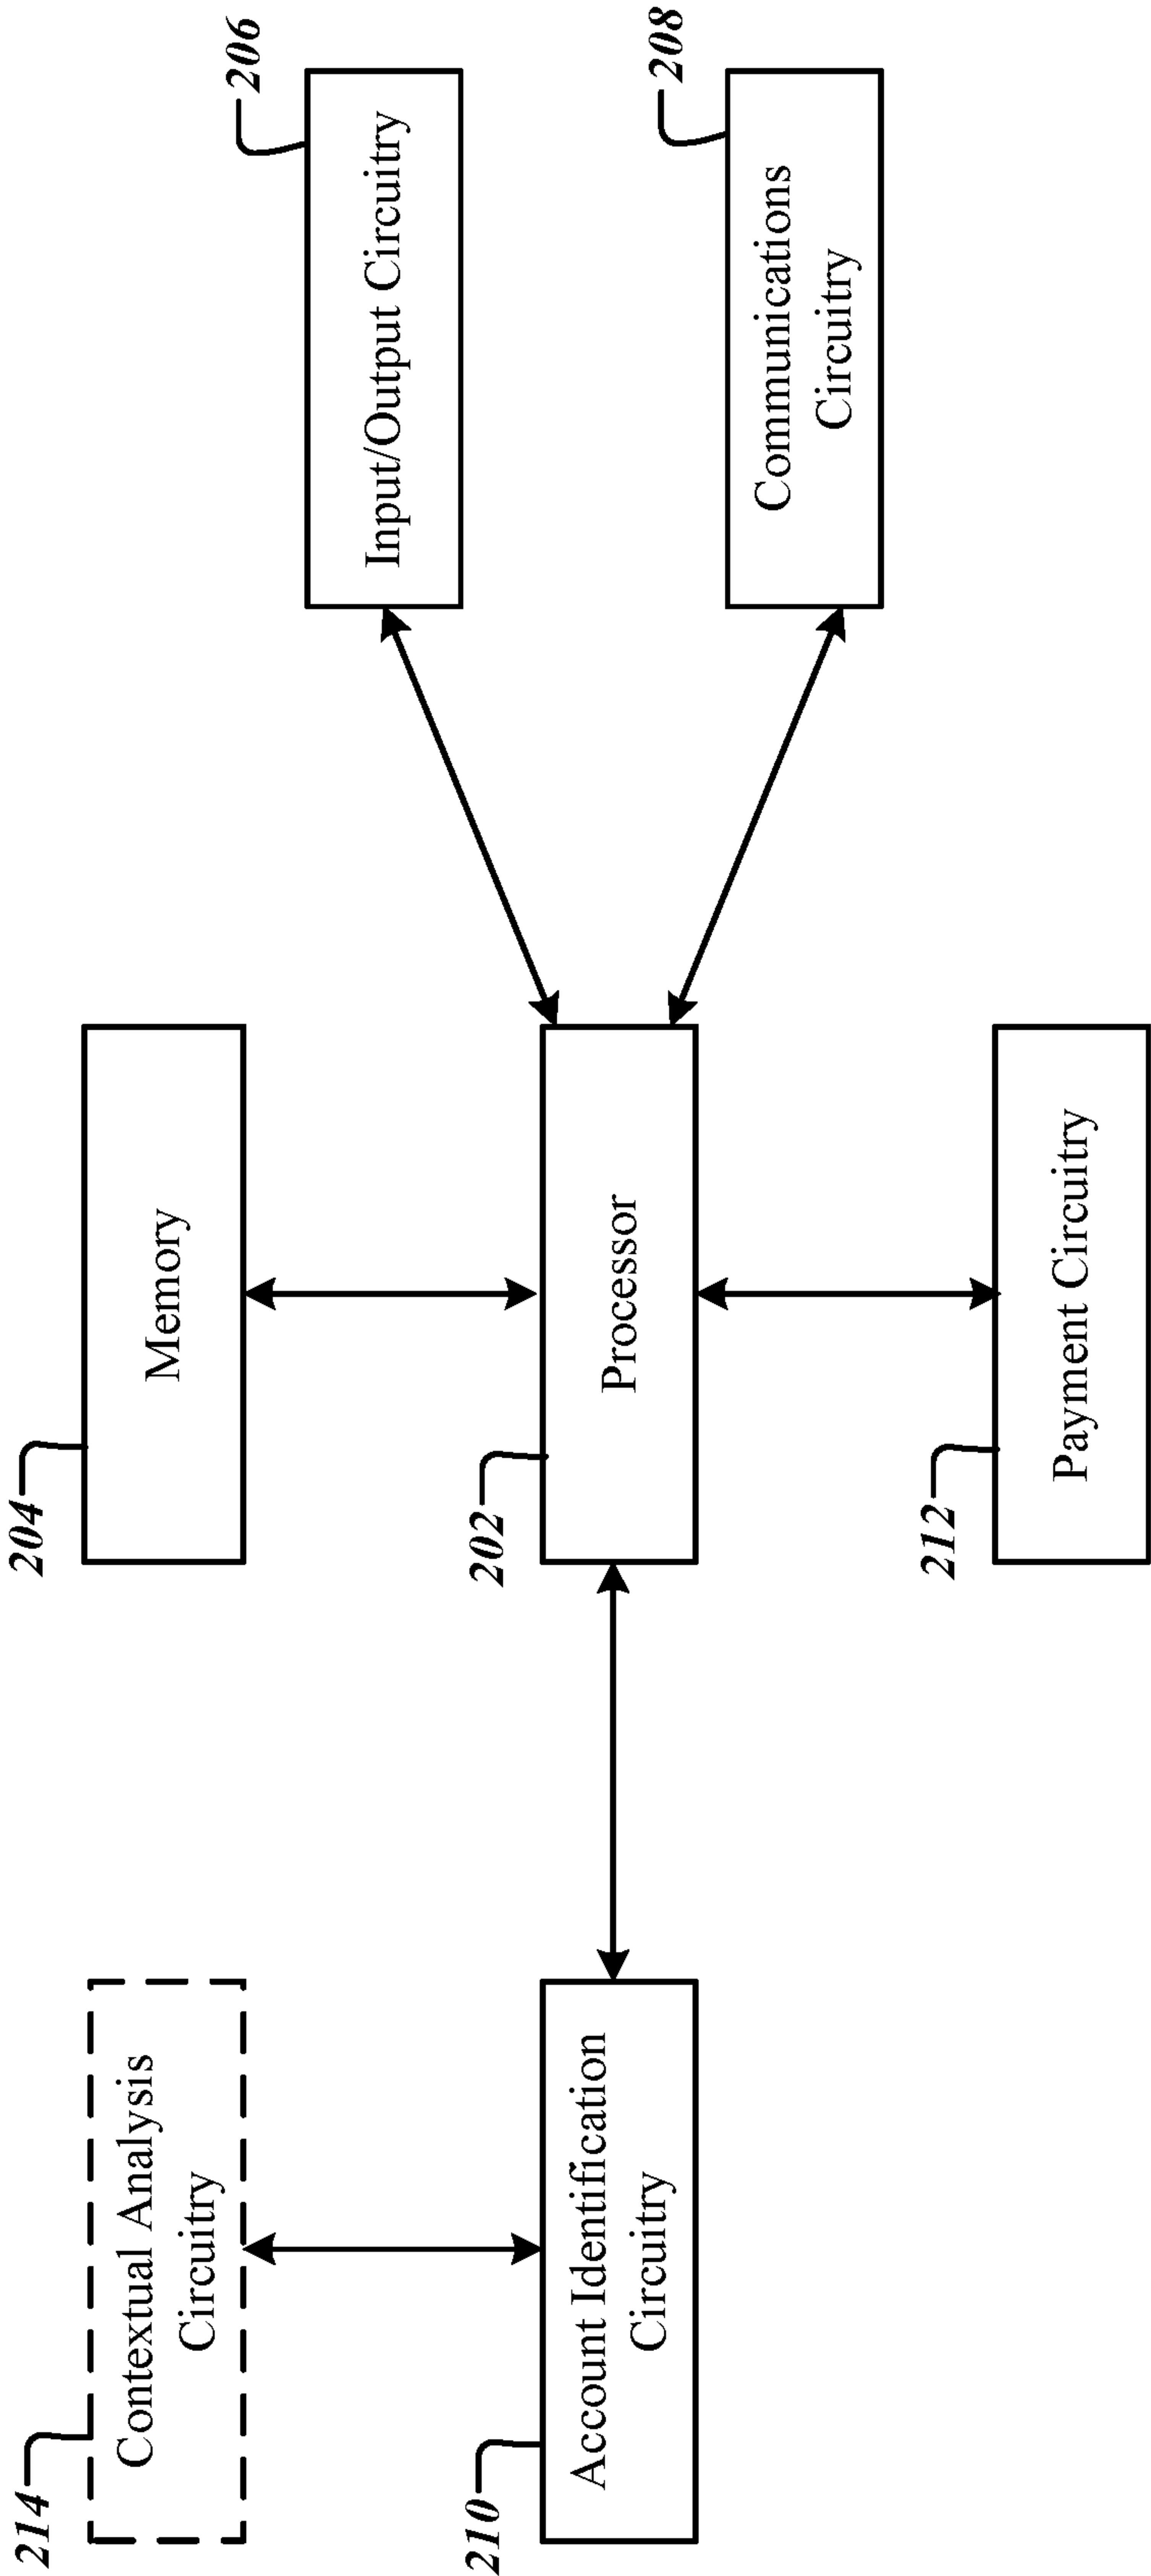 214
Contextual Analysis
Circuitry
204
Memory
206
Input/Output Circuitry
210
Account Identification
Circuitry
202
Processor
208
Communications
Circuitry
212
Payment Circuitry